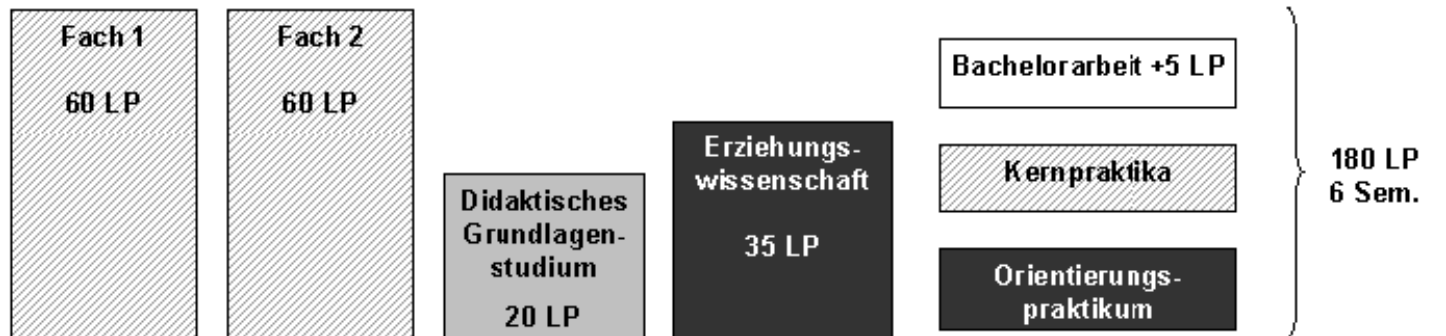 Fach 1
60 LP
Fach 2
60 LP
Didaktisches
Grundlagen-
studium
20 LP
Erziehungs-
wissenschaft
35 LP
Bachelorarbeit +5 LP
Kernpraktika
Orientierungs-
praktikum
180 LP
6 Sem.